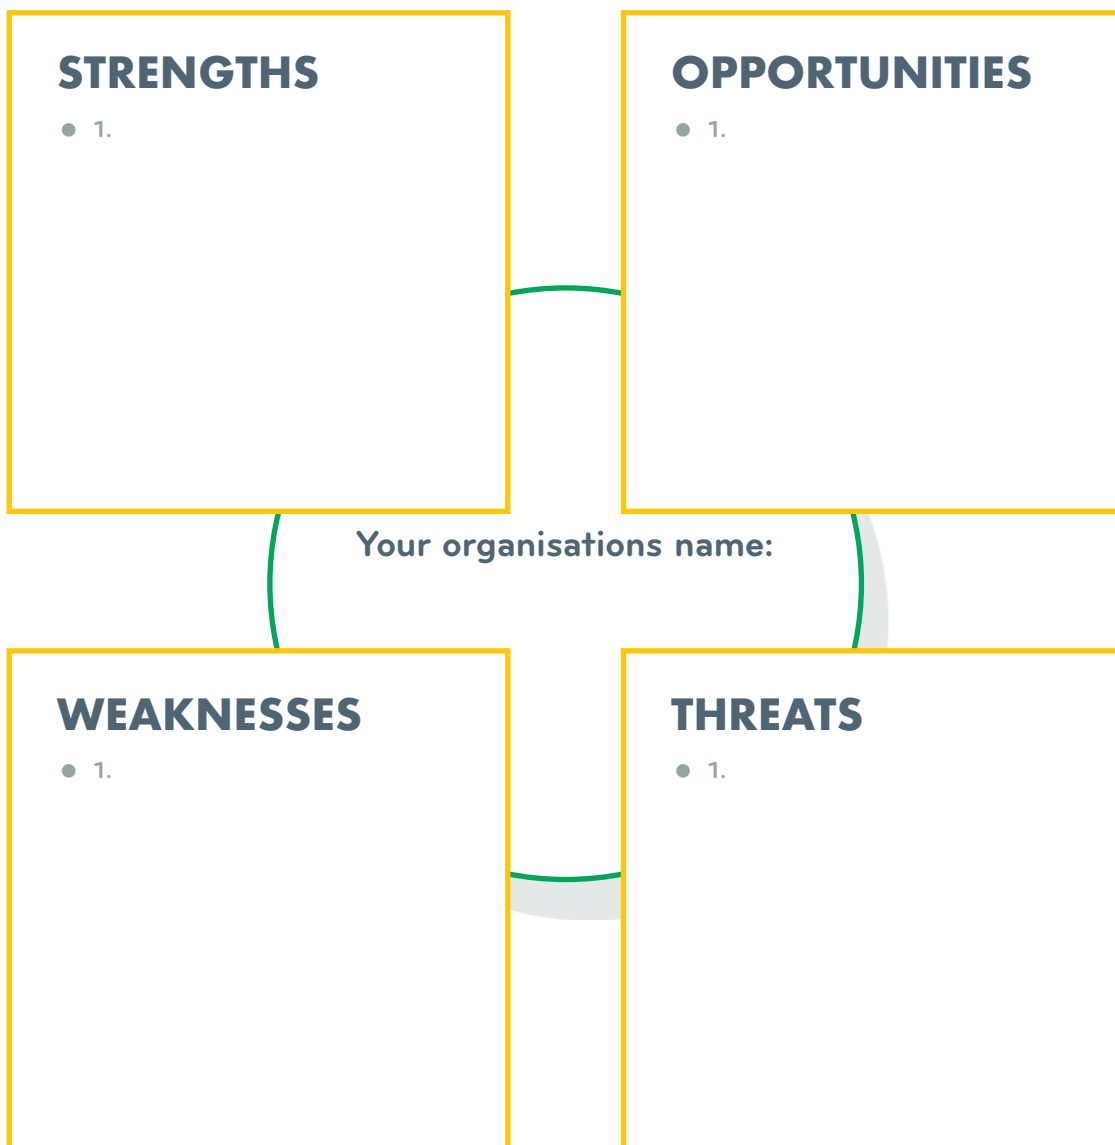 STRENGTHS
• 1.
OPPORTUNITIES
• 1.
Your organisations name:
WEAKNESSES
• 1.
THREATS
• 1.